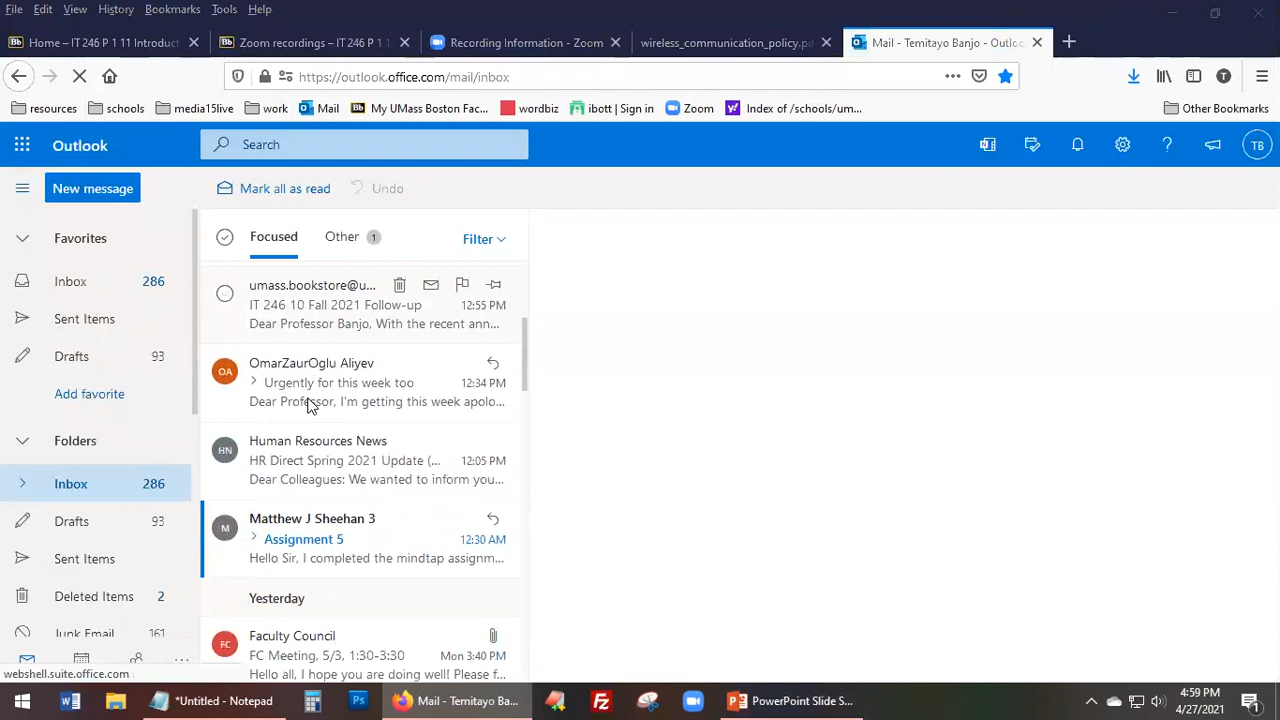 File Edit View History Bookmarks Tools Help
Home – IT 246 P 1 11 Introduct
Zoom recordings – IT 246 P 1
Recording Information - Zoom
wireless_communication_policy.pd
Mail - Temitayo Banjo - Outlo
https://outlook.office.com/mail/inbox
T
resources
schools
media15live
work
Mail
Bb My UMass Boston Fac...
wordbiz
ibott | Sign in
Zoom
Index of /schools/um...
Other Bookmarks
Outlook
Search
TB
New message
Mark all as read
Undo
Favorites
Inbox 286
Sent Items
Drafts 93
Add favorite
Folders
Inbox 286
Drafts 93
Sent Items
Deleted Items 2
Junk Email 161
Focused
Other 1
Filter
umass.bookstore@u...
IT 246 10 Fall 2021 Follow-up 12:55 PM
Dear Professor Banjo, With the recent ann...
OA
OmarZaurOglu Aliyev
Urgently for this week too 12:34 PM
Dear Professor, I'm getting this week apolo...
HN
Human Resources News
HR Direct Spring 2021 Update (... 12:05 PM
Dear Colleagues: We wanted to inform you...
M
Matthew J Sheehan 3
Assignment 5 12:30 AM
Hello Sir, I completed the mindtap assignm...
Yesterday
FC
Faculty Council
FC Meeting, 5/3, 1:30-3:30 Mon 3:40 PM
Hello all, I hope you are doing well! Please f...
webshell.suite.office.com
*Untitled - Notepad
Mail - Temitayo Ba...
PowerPoint Slide S...
4:59 PM
4/27/2021